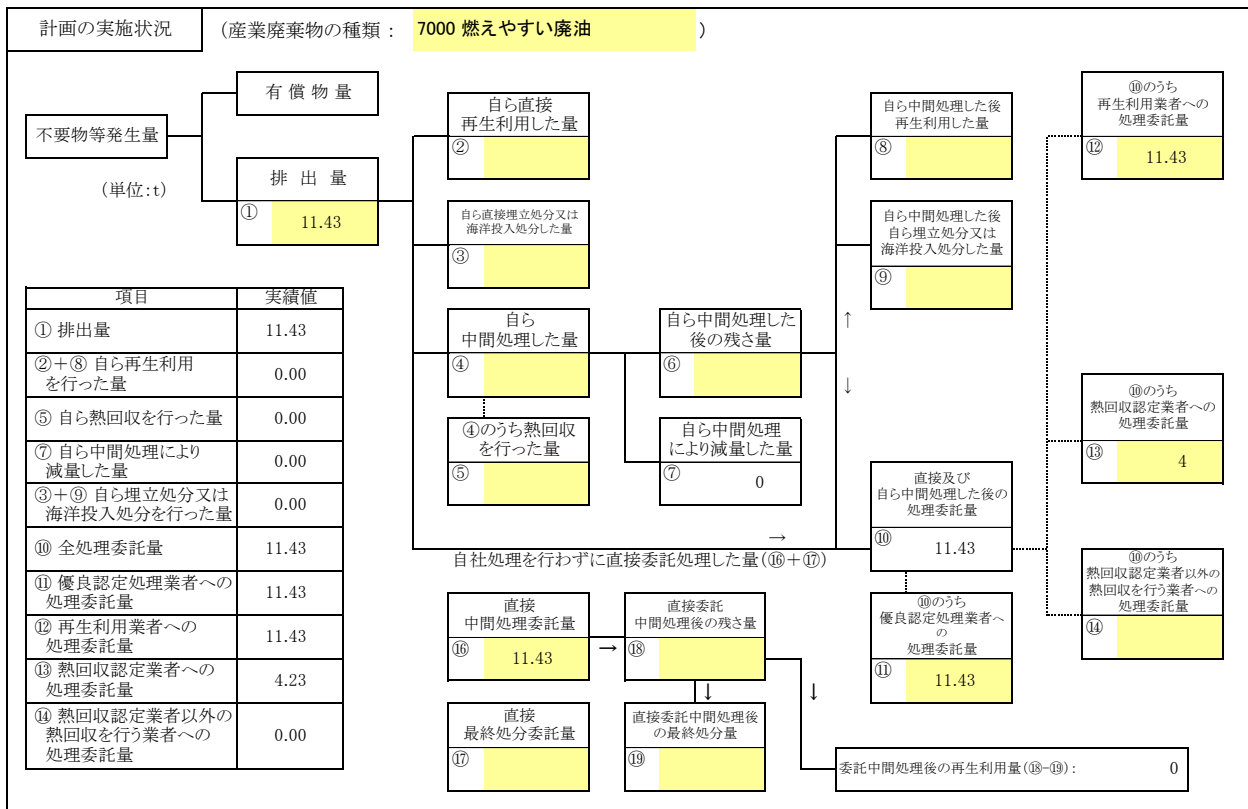 計画の実施状況
(産業廃棄物の種類： 7000 燃えやすい廃油 )
不要物等発生量
(単位:t)
有償物量
排出量
① 11.43
自ら直接
再生利用した量
②
自ら直接埋立処分又は
海洋投入処分した量
③
自ら
中間処理した量
④
④のうち熱回収
を行った量
⑤
自ら中間処理した
後の残さ量
⑥
自ら中間処理
により減量した量
⑦ 0
自ら中間処理した後
再生利用した量
⑧
自ら中間処理した後
自ら埋立処分又は
海洋投入処分した量
⑨
↑
↓
直接及び
自ら中間処理した後の
処理委託量
⑩ 11.43
⑩のうち
優良認定処理業者へ
の
処理委託量
⑪ 11.43
⑩のうち
再生利用業者への
処理委託量
⑫ 11.43
⑩のうち
熱回収認定業者への
処理委託量
⑬ 4
⑩のうち
熱回収認定業者以外の
熱回収を行う業者への
処理委託量
⑭
→
自社処理を行わずに直接委託処理した量(⑯＋⑰)
直接
中間処理委託量
⑯ 11.43
→
直接委託
中間処理後の残さ量
⑱
↓
↓
直接
最終処分委託量
⑰
直接委託中間処理後
の最終処分量
⑲
委託中間処理後の再生利用量(⑱-⑲)： 0
項目 実績値
① 排出量 11.43
②＋⑧ 自ら再生利用
を行った量 0.00
⑤ 自ら熱回収を行った量 0.00
⑦ 自ら中間処理により
減量した量 0.00
③＋⑨ 自ら埋立処分又は
海洋投入処分を行った量 0.00
⑩ 全処理委託量 11.43
⑪ 優良認定処理業者への
処理委託量 11.43
⑫ 再生利用業者への
処理委託量 11.43
⑬ 熱回収認定業者への
処理委託量 4.23
⑭ 熱回収認定業者以外の
熱回収を行う業者への
処理委託量 0.00